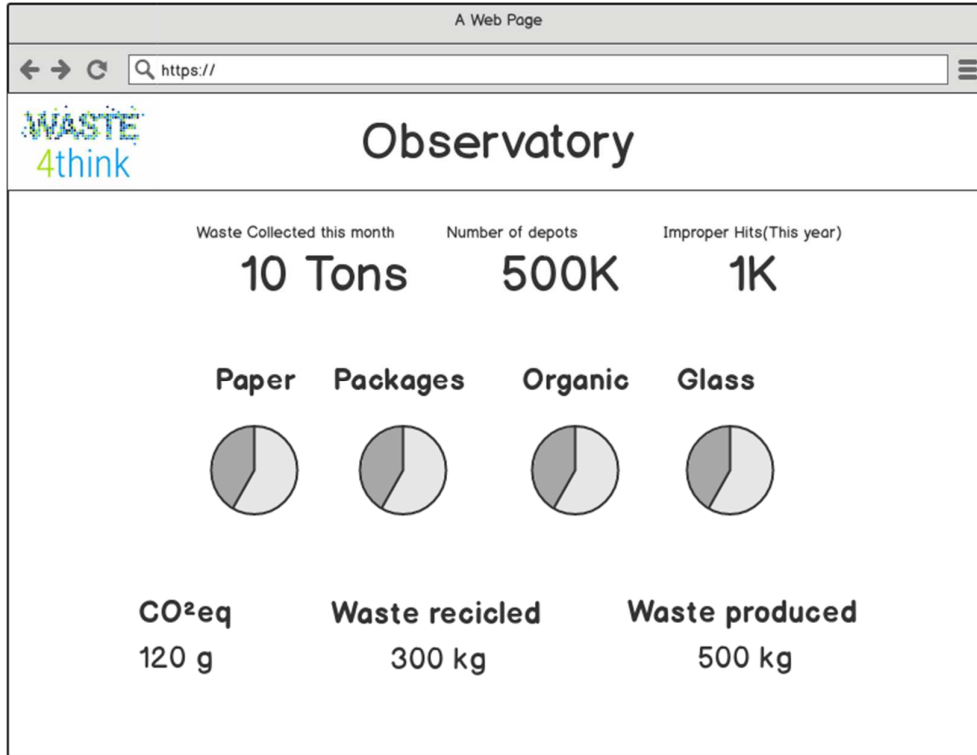 A Web Page
https://
WASTE
4think
Observatory
Waste Collected this month Number of depots Improper Hits(This year)
10 Tons 500K 1K
Paper Packages Organic Glass
CO²eq Waste recicled Waste produced
120 g 300 kg 500 kg